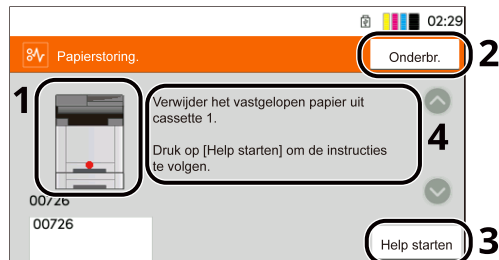 02:29
Papierstoring.
Onderbr.
2
1
Verwijder het vastgelopen papier uit
cassette 1.
Druk op [Help starten] om de instructies
te volgen.
4
00726
00726
Help starten
3